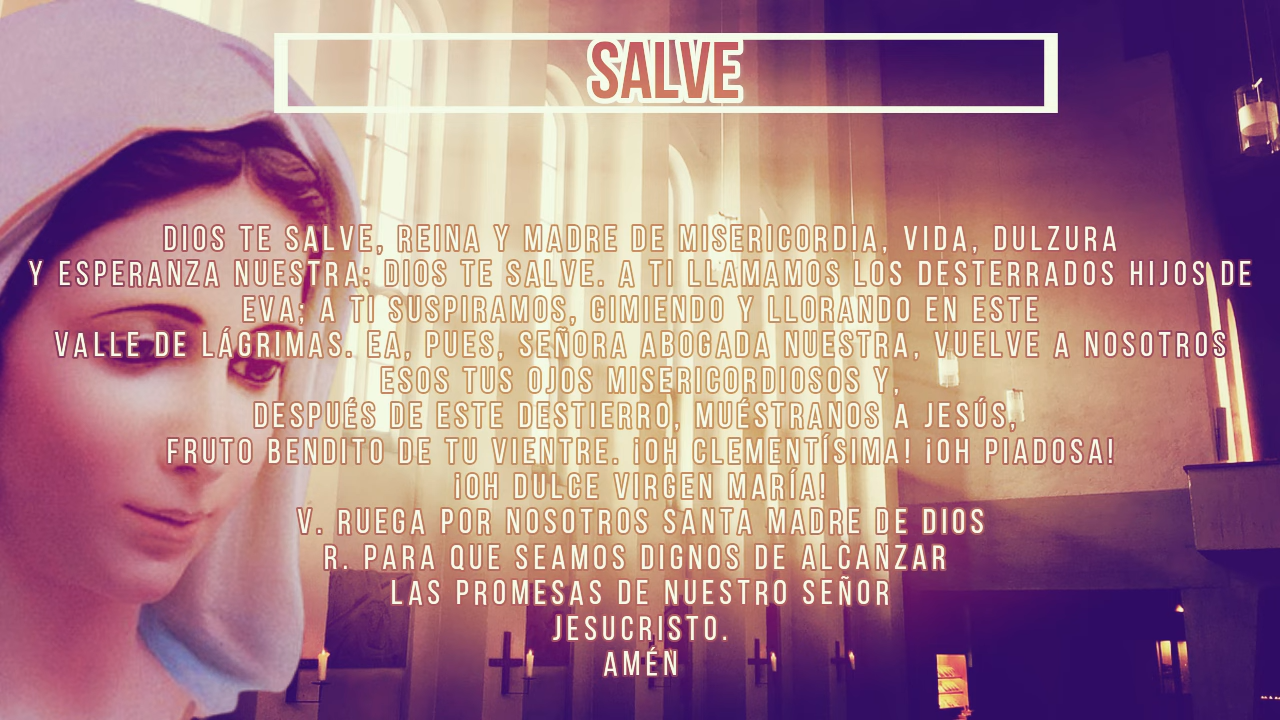 SALVE
DIOS TE SALVE, REINA Y MADRE DE MISERICORDIA, VIDA, DULZURA
Y ESPERANZA NUESTRA: DIOS TE SALVE. A TI LLAMAMOS LOS DESTERRADOS HIJOS DE
EVA; A TI SUSPIRAMOS, GIMIENDO Y LLORANDO EN ESTE
VALLE DE LÁGRIMAS. EA, PUES, SEÑORA ABOGADA NUESTRA, VUELVE A NOSOTROS
ESOS TUS OJOS MISERICORDIOSOS Y,
DESPUÉS DE ESTE DESTIERRO, MUÉSTRANOS A JESÚS,
FRUTO BENDITO DE TU VIENTRE. ¡OH CLEMENTÍSIMA! ¡OH PIADOSA!
¡OH DULCE VIRGEN MARÍA!
V. RUEGA POR NOSOTROS SANTA MADRE DE DIOS
R. PARA QUE SEAMOS DIGNOS DE ALCANZAR
LAS PROMESAS DE NUESTRO SEÑOR
JESUCRISTO.
AMÉN